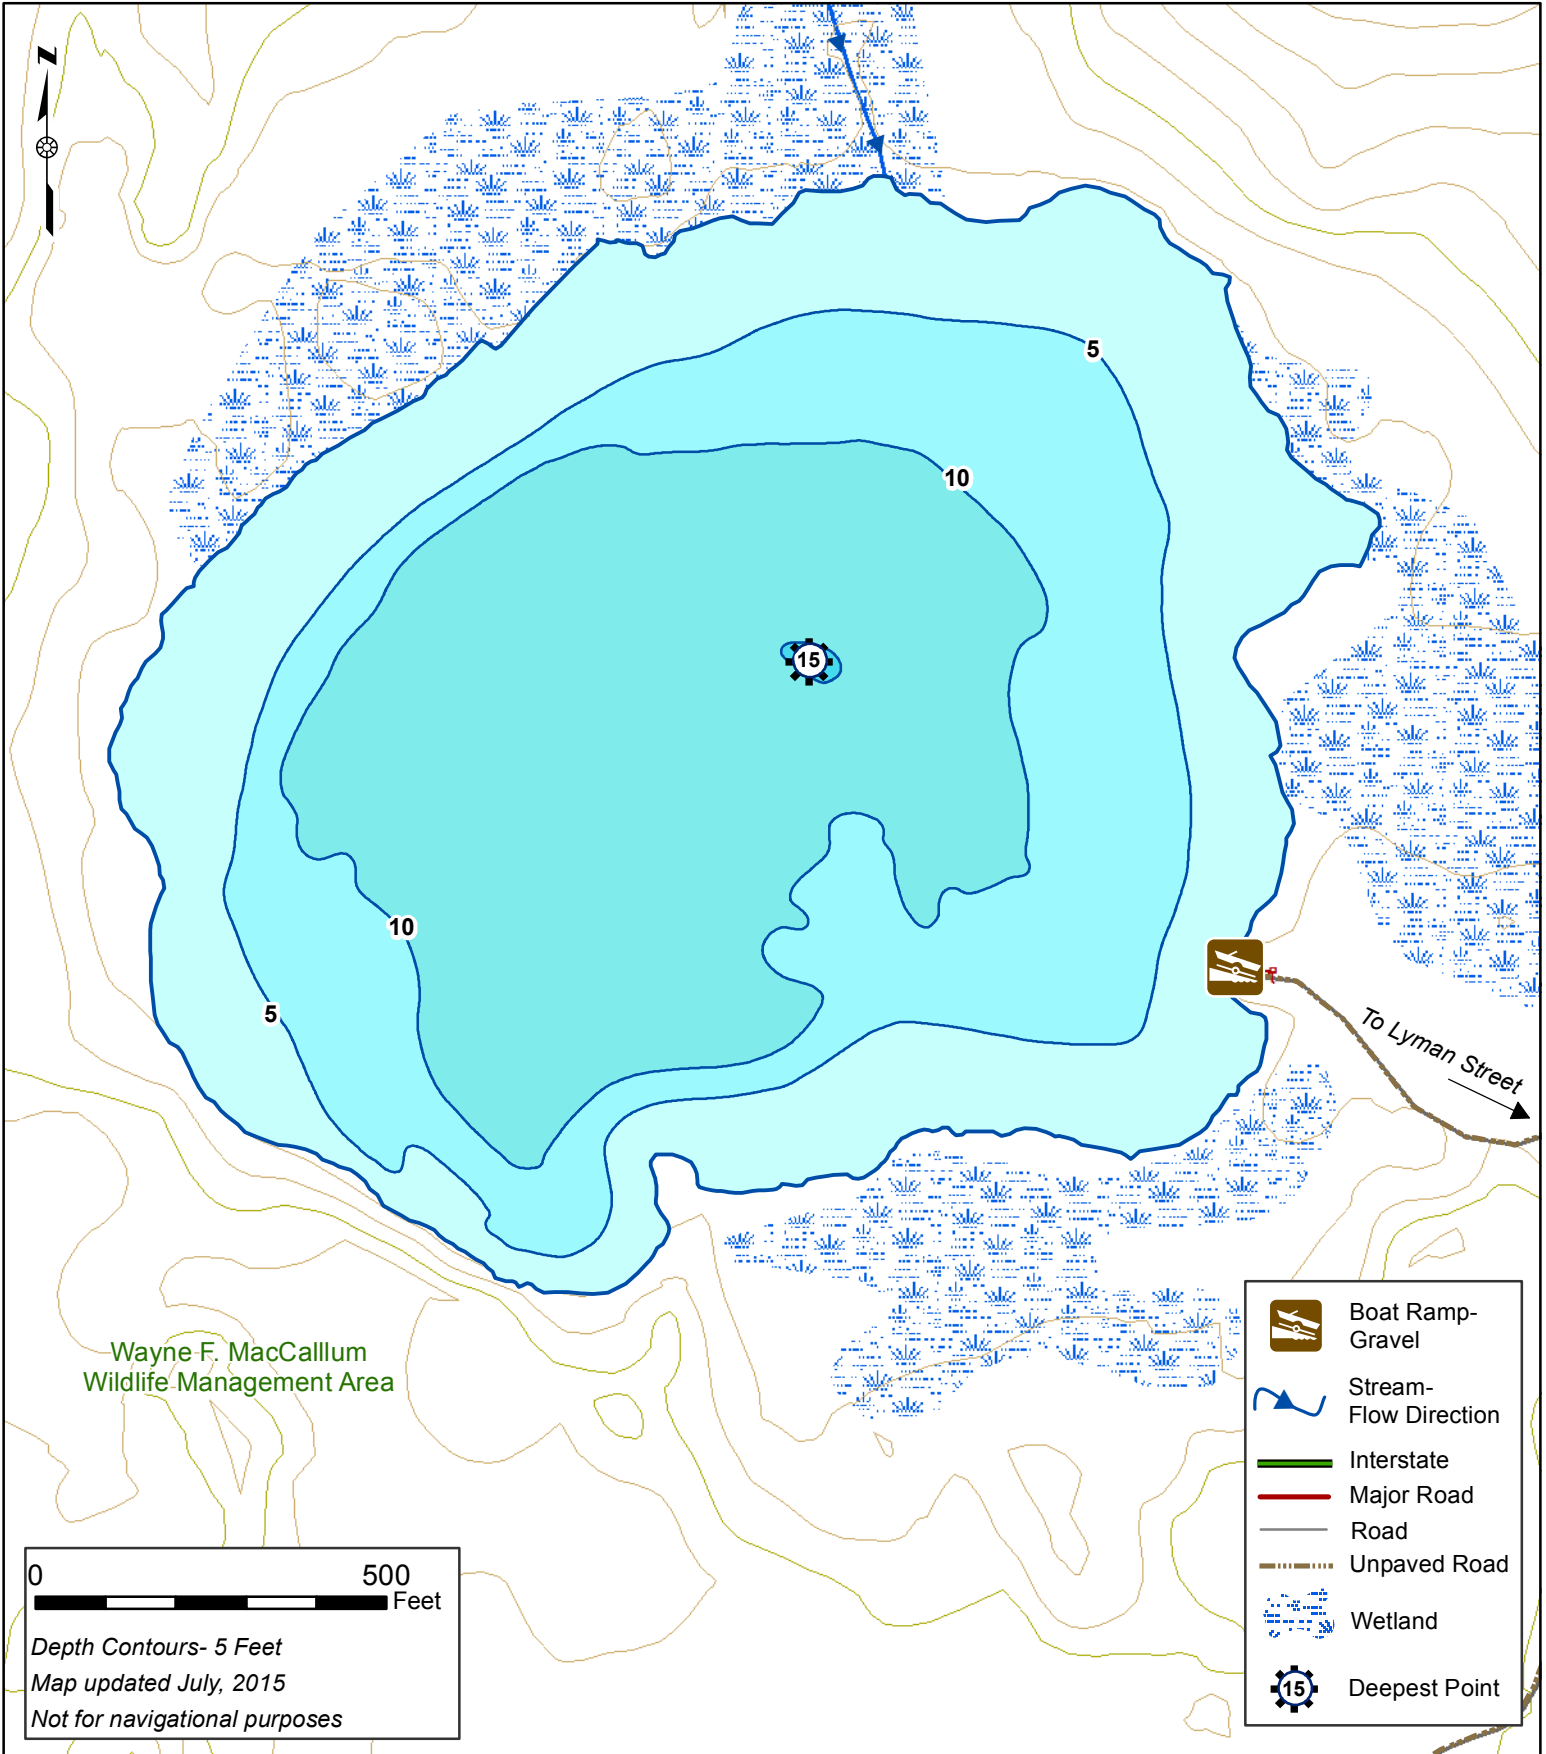 N
5
10
15
10
5
To Lyman Street
Wayne F. MacCalllum
Wildlife Management Area
0 500
Feet
Depth Contours- 5 Feet
Map updated July, 2015
Not for navigational purposes
Boat Ramp-
Gravel
Stream-
Flow Direction
Interstate
Major Road
Road
Unpaved Road
Wetland
15 Deepest Point